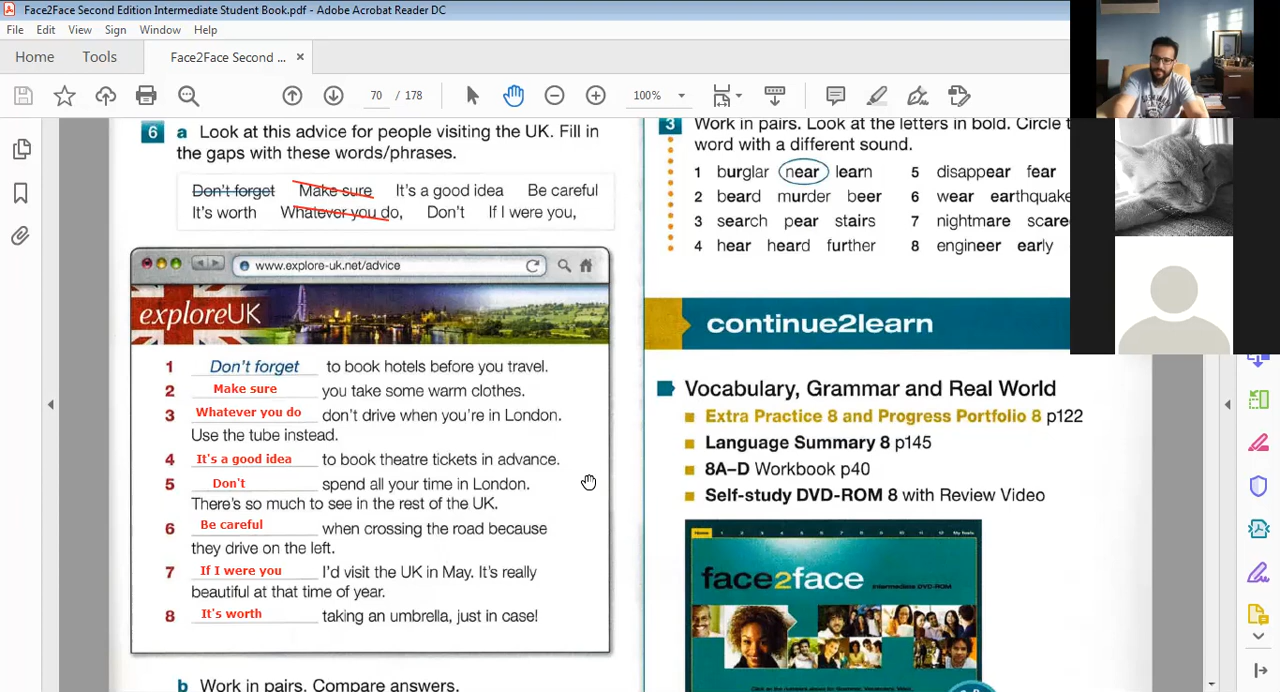 Face2Face Second Edition Intermediate Student Book.pdf - Adobe Acrobat Reader DC
File Edit View Sign Window Help
Home Tools Face2Face Second ... ×
70 / 178 100%
6 a Look at this advice for people visiting the UK. Fill in
the gaps with these words/phrases.
Don't forget Make sure It's a good idea Be careful
It's worth Whatever you do, Don't If I were you,
www.explore-uk.net/advice
exploreUK
1 Don't forget to book hotels before you travel.
2 Make sure you take some warm clothes.
3 Whatever you do don't drive when you're in London.
Use the tube instead.
4 It's a good idea to book theatre tickets in advance.
5 Don't spend all your time in London.
There's so much to see in the rest of the UK.
6 Be careful when crossing the road because
they drive on the left.
7 If I were you I'd visit the UK in May. It's really
beautiful at that time of year.
8 It's worth taking an umbrella, just in case!
b Work in pairs. Compare answers.
3 Work in pairs. Look at the letters in bold. Circle
word with a different sound.
1 burglar near learn
2 beard murder beer
3 search pear stairs
4 hear heard further
5 disappear fear
6 wear earthquake
7 nightmare scare
8 engineer early
continue2learn
Vocabulary, Grammar and Real World
Extra Practice 8 and Progress Portfolio 8 p122
Language Summary 8 p145
8A–D Workbook p40
Self-study DVD-ROM 8 with Review Video
Home
face2face Intermediate DVD-ROM